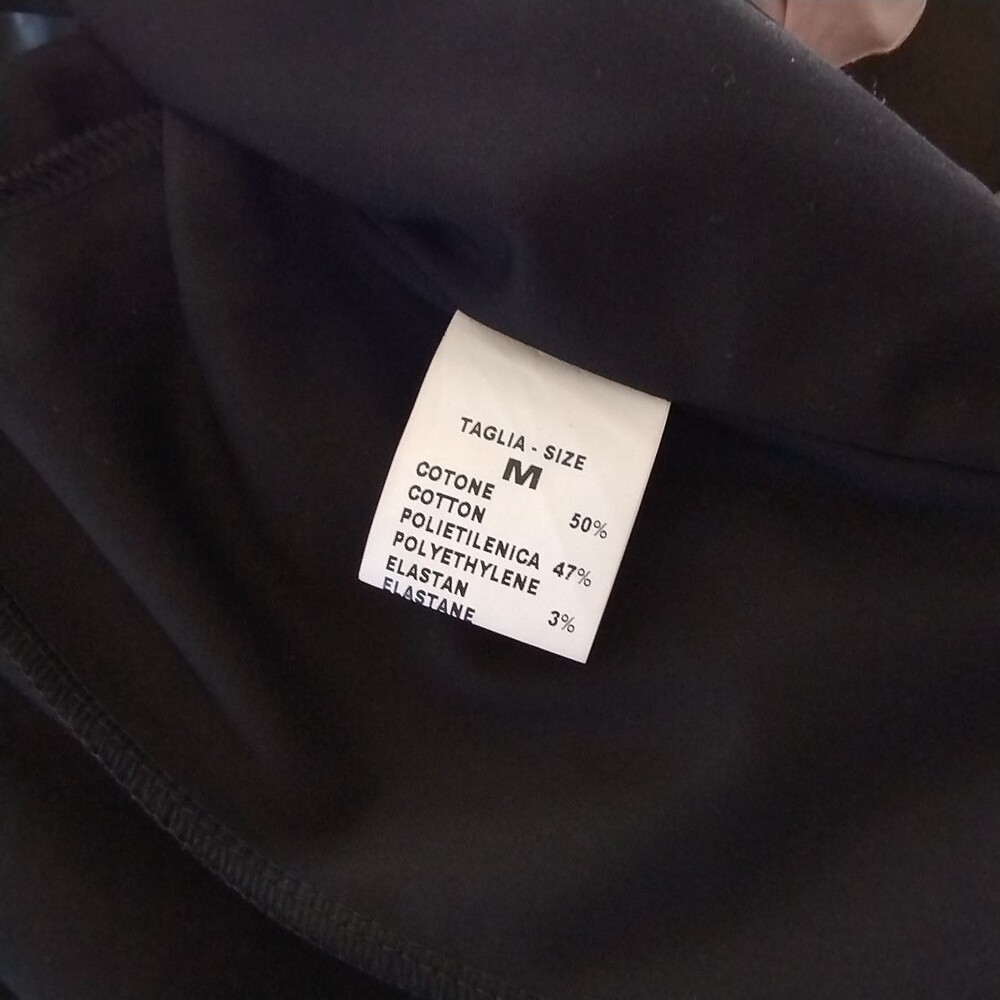 TAGLIA - SIZE
M
COTONE
COTTON 50%
POLIETILENICA
POLYETHYLENE 47%
ELASTAN
ELASTANE 3%